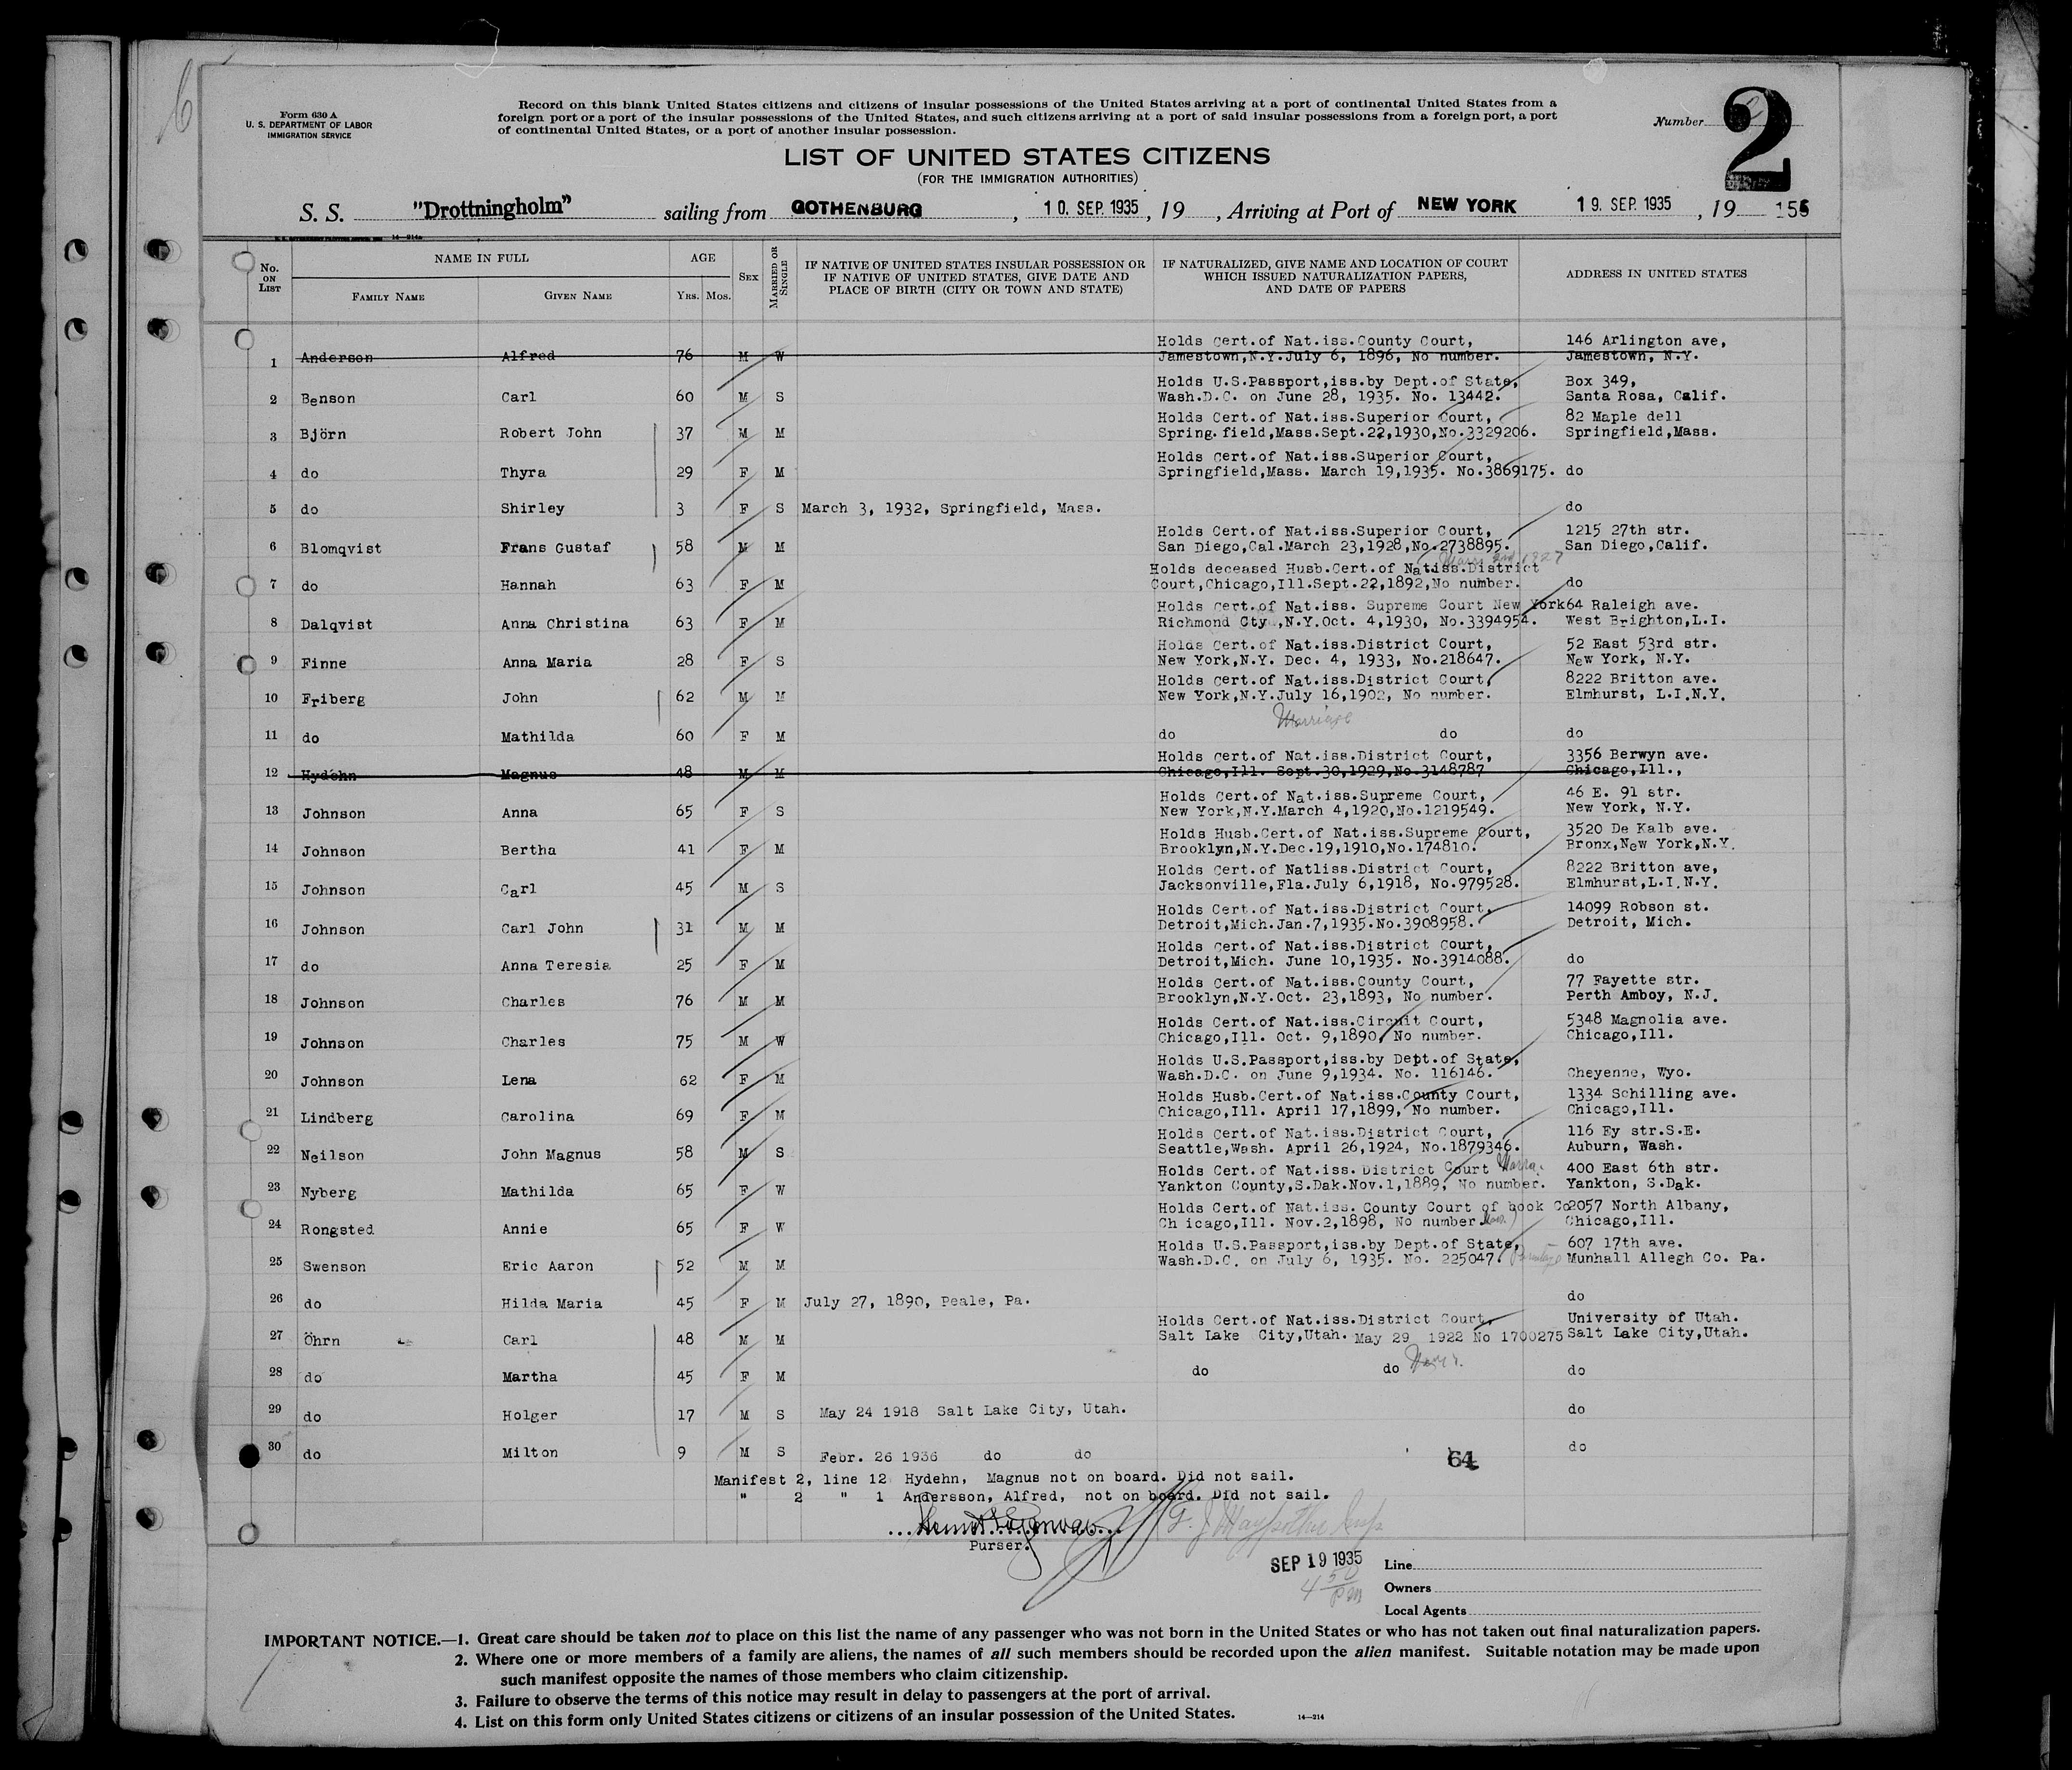 Form 630 A
U. S. DEPARTMENT OF LABOR
IMMIGRATION SERVICE
Record on this blank United States citizens and citizens of insular possessions of the United States arriving at a port of continental United States from a
foreign port or a port of the insular possessions of the United States, and such citizens arriving at a port of said insular possessions from a foreign port, a port
of continental United States, or a port of another insular possession.
Number 2
LIST OF UNITED STATES CITIZENS
(FOR THE IMMIGRATION AUTHORITIES)
S. S. "Drottningholm" sailing from GOTHENBURG, 10. SEP. 1935, 19, Arriving at Port of NEW YORK 19. SEP. 1935, 19 155
No. ON LIST NAME IN FULL AGE SEX MARRIED OR SINGLE IF NATIVE OF UNITED STATES INSULAR POSSESSION OR IF NATIVE OF UNITED STATES, GIVE DATE AND PLACE OF BIRTH (CITY OR TOWN AND STATE) IF NATURALIZED, GIVE NAME AND LOCATION OF COURT WHICH ISSUED NATURALIZATION PAPERS, AND DATE OF PAPERS ADDRESS IN UNITED STATES
FAMILY NAME GIVEN NAME YRS. MOS.
Holds Cert.of Nat.iss.County Court, 146 Arlington ave,
1 Anderson Alfred 76 M W Jamestown,N.Y.July 6, 1896, No number. Jamestown, N.Y.
Holds U.S.Passport,iss.by Dept.of State, Box 349,
2 Benson Carl 60 M S Wash.D.C. on June 28, 1935. No. 13442. Santa Rosa, Calif.
Holds Cert.of Nat.iss.Superior Court, 82 Maple dell
3 Björn Robert John 37 M M Spring.field,Mass.Sept.22,1930,No.3329206. Springfield,Mass.
Holds Cert.of Nat.iss.Superior Court,
4 do Thyra 29 F M Springfield,Mass. March 19,1935. No.3869175. do
5 do Shirley 3 F S March 3, 1932, Springfield, Mass. do
Holds Cert.of Nat.iss.Superior Court, 1215 27th str.
6 Blomqvist Frans Gustaf 58 M M San Diego,Cal.March 23,1928,No.2738895. San Diego,Calif.
Holds deceased Husb.Cert.of Nat.iss.District
7 do Hannah 63 F M Court,Chicago,Ill.Sept.22,1892,No number. do
Holds Cert.of Nat.iss. Supreme Court New York 64 Raleigh ave.
8 Dalqvist Anna Christina 63 F M Richmond Cty ,N.Y.Oct. 4,1930, No.3394954. West Brighton,L.I.
Holds Cert.of Nat.iss.District Court, 52 East 53rd str.
9 Finne Anna Maria 28 F S New York,N.Y. Dec. 4, 1933, No.218647. New York, N.Y.
Holds Cert.of Nat.iss.District Court, 8222 Britton ave.
10 Friberg John 62 M M New York,N.Y.July 16,1902, No number. Elmhurst, L.I.N.Y.
Marriage
11 do Mathilda 60 F M do do do
Holds Cert.of Nat.iss.District Court, 3356 Berwyn ave.
12 Hydehn Magnus 48 M M Chicago,Ill. Sept.30,1929,No.3148787 Chicago,Ill.,
Holds Cert.of Nat.iss.Supreme Court, 46 E. 91 str.
13 Johnson Anna 65 F S New York,N.Y.March 4,1920,No.1219549. New York, N.Y.
Holds Husb.Cert.of Nat.iss.Supreme Court, 3520 De Kalb ave.
14 Johnson Bertha 41 F M Brooklyn,N.Y.Dec.19,1910,No.174810. Bronx,New York,N.Y.
Holds Cert.of Natliss.District Court, 8222 Britton ave,
15 Johnson Carl 45 M S Jacksonville,Fla.July 6,1918, No.979528. Elmhurst,L.I.N.Y.
Holds Cert.of Nat.iss.District Court, 14099 Robson st.
16 Johnson Carl John 31 M M Detroit,Mich.Jan.7,1935.No.3908958. Detroit, Mich.
Holds Cert.of Nat.iss.District Court,
17 do Anna Teresia 25 F M Detroit,Mich. June 10,1935. No.3914088. do
Holds Cert.of Nat.iss.County Court, 77 Fayette str.
18 Johnson Charles 76 M M Brooklyn,N.Y.Oct. 23,1893, No number. Perth Amboy, N.J.
Holds Cert.of Nat.iss.Circuit Court, 5348 Magnolia ave.
19 Johnson Charles 75 M W Chicago,Ill. Oct. 9,1890, No number. Chicago,Ill.
Holds U.S.Passport,iss.by Dept.of State,
20 Johnson Lena 62 F M Wash.D.C. on June 9,1934. No. 116146. Cheyenne, Wyo.
Holds Husb.Cert.of Nat.iss.County Court, 1334 Schilling ave.
21 Lindberg Carolina 69 F M Chicago,Ill. April 17,1899, No number. Chicago,Ill.
Holds Cert.of Nat.iss.District Court, 116 Ey str.S.E.
22 Neilson John Magnus 58 M S Seattle,Wash. April 26,1924, No.1879346. Auburn, Wash.
Holds Cert.of Nat.iss. District Court 400 East 6th str.
23 Nyberg Mathilda 65 F W Yankton County,S.Dak.Nov.1,1889, No number. Yankton, S.Dak.
Holds Cert.of Nat.iss. County Court of book Co 2057 North Albany,
24 Rongsted Annie 65 F W Ch icago,Ill. Nov.2,1898, No number. Chicago,Ill.
Holds U.S.Passport,iss.by Dept.of State, 607 17th ave.
25 Swenson Eric Aaron 52 M M Wash.D.C. on July 6, 1935. No. 225047. Munhall Allegh Co. Pa.
26 do Hilda Maria 45 F M July 27, 1890, Peale, Pa. do
Holds Cert.of Nat.iss.District Court, University of Utah.
27 Öhrn Carl 48 M M Salt Lake City,Utah. May 29 1922 No 1700275 Salt Lake City,Utah.
28 do Martha 45 F M do do do
29 do Holger 17 M S May 24 1918 Salt Lake City, Utah. do
30 do Milton 9 M S Febr. 26 1936 do do do
64
Manifest 2, line 12 Hydehn, Magnus not on board. Did not sail.
" 2 " 1 Andersson, Alfred, not on board. Did not sail.
Purser.
SEP 19 1935
4 50 pm
Line
Owners
Local Agents
IMPORTANT NOTICE.—1. Great care should be taken not to place on this list the name of any passenger who was not born in the United States or who has not taken out final naturalization papers.
2. Where one or more members of a family are aliens, the names of all such members should be recorded upon the alien manifest. Suitable notation may be made upon
such manifest opposite the names of those members who claim citizenship.
3. Failure to observe the terms of this notice may result in delay to passengers at the port of arrival.
4. List on this form only United States citizens or citizens of an insular possession of the United States.
14—214